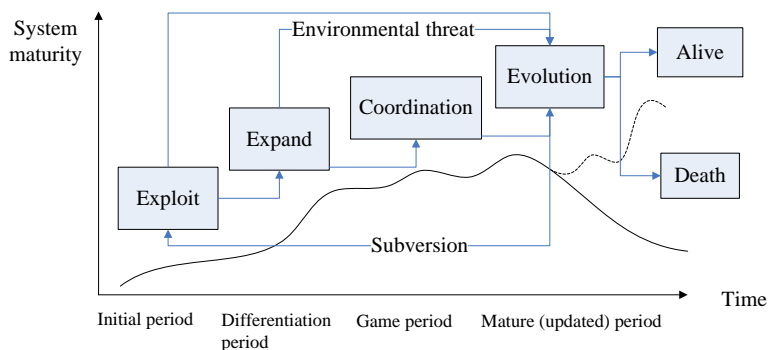 System
maturity
Environmental threat
Alive
Evolution
Coordination
Expand
Death
Exploit
Subversion
Time
Initial period
Differentiation
period
Game period
Mature (updated) period